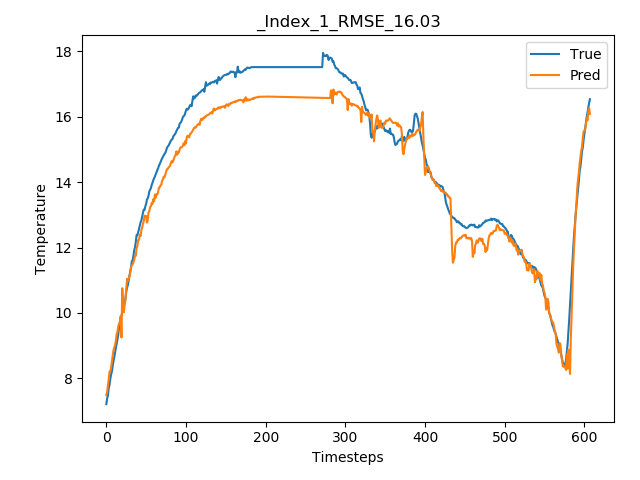 _Index_1_RMSE_16.03
True
Pred
Temperature
18
16
14
12
10
8
0 100 200 300 400 500 600
Timesteps